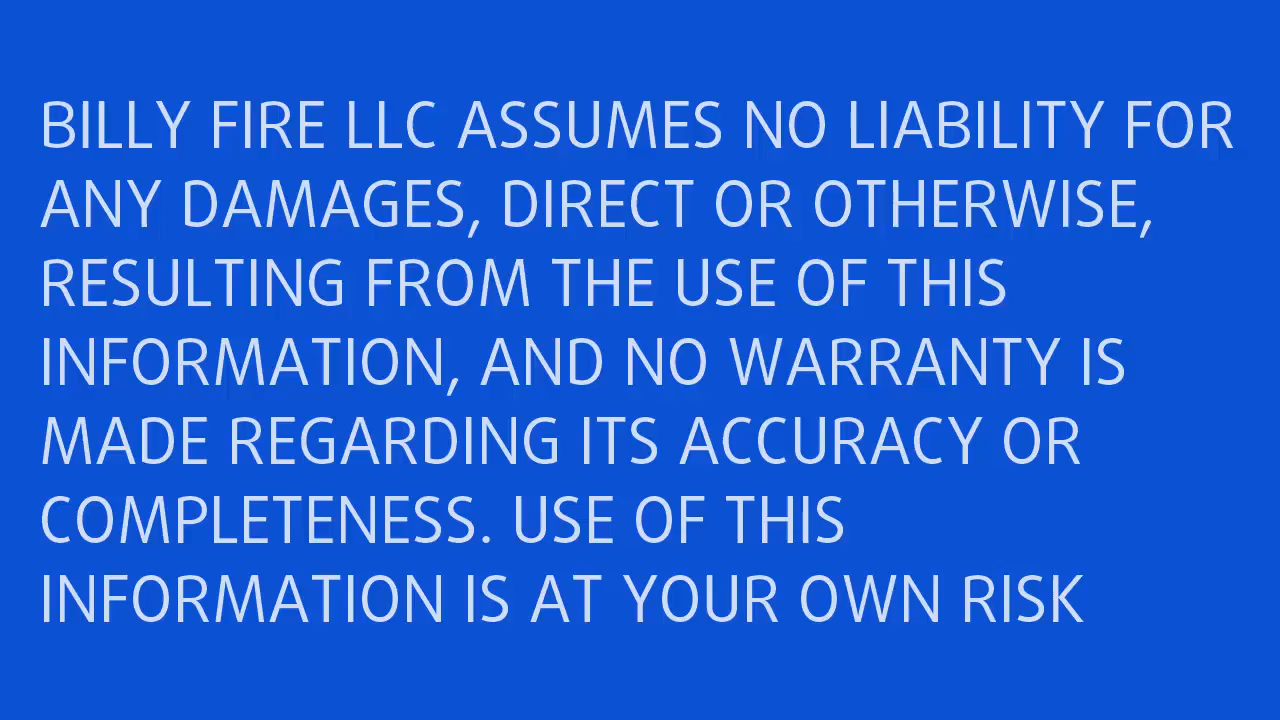 BILLY FIRE LLC ASSUMES NO LIABILITY FOR
ANY DAMAGES, DIRECT OR OTHERWISE,
RESULTING FROM THE USE OF THIS
INFORMATION, AND NO WARRANTY IS
MADE REGARDING ITS ACCURACY OR
COMPLETENESS. USE OF THIS
INFORMATION IS AT YOUR OWN RISK